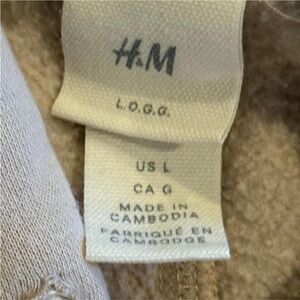 H&M
L.O.G.G.
US L
CA G
MADE IN
CAMBODIA
FABRIQUÉ EN
CAMBODGE